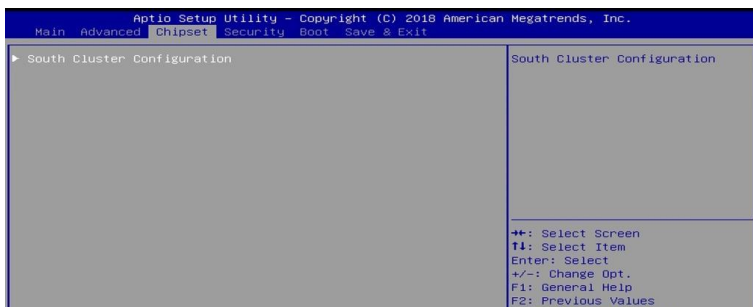 Aptio Setup Utility – Copyright (C) 2018 American Megatrends, Inc.
Main Advanced Chipset Security Boot Save & Exit
► South Cluster Configuration
South Cluster Configuration
→←: Select Screen
↑↓: Select Item
Enter: Select
+/-: Change Opt.
F1: General Help
F2: Previous Values